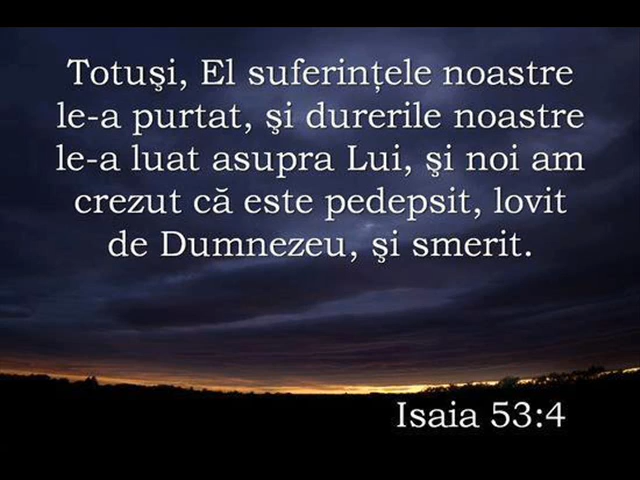 Totuşi, El suferinţele noastre
le-a purtat, şi durerile noastre
le-a luat asupra Lui, şi noi am
crezut că este pedepsit, lovit
de Dumnezeu, şi smerit.
Isaia 53:4